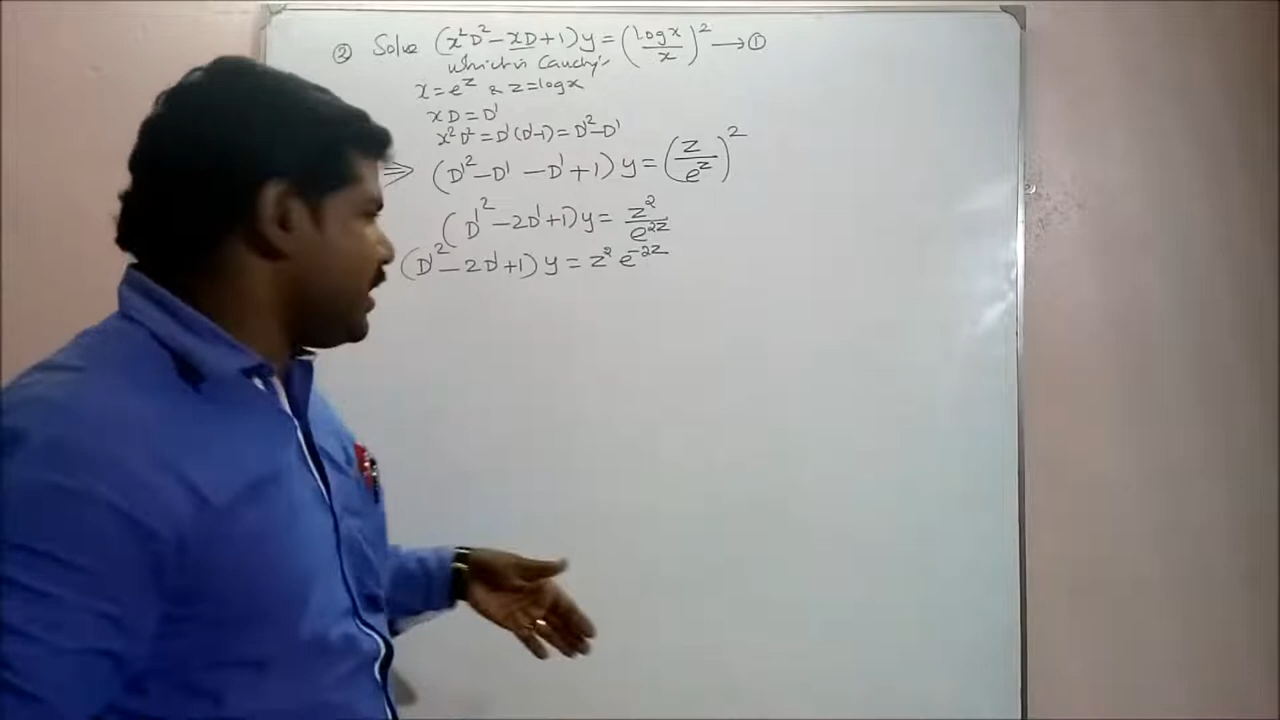 ② Solve (x²D² - xD + 1) y = (log x / x)² → ①
which is Cauchy's
x = e^z & z = log x
xD = D'
x²D² = D'(D'-1) = D'² - D'
⇒ (D'² - D' - D' + 1) y = (z / e^z)²
(D'² - 2D' + 1) y = z² / e^2z
(D'² - 2D' + 1) y = z² e^-2z